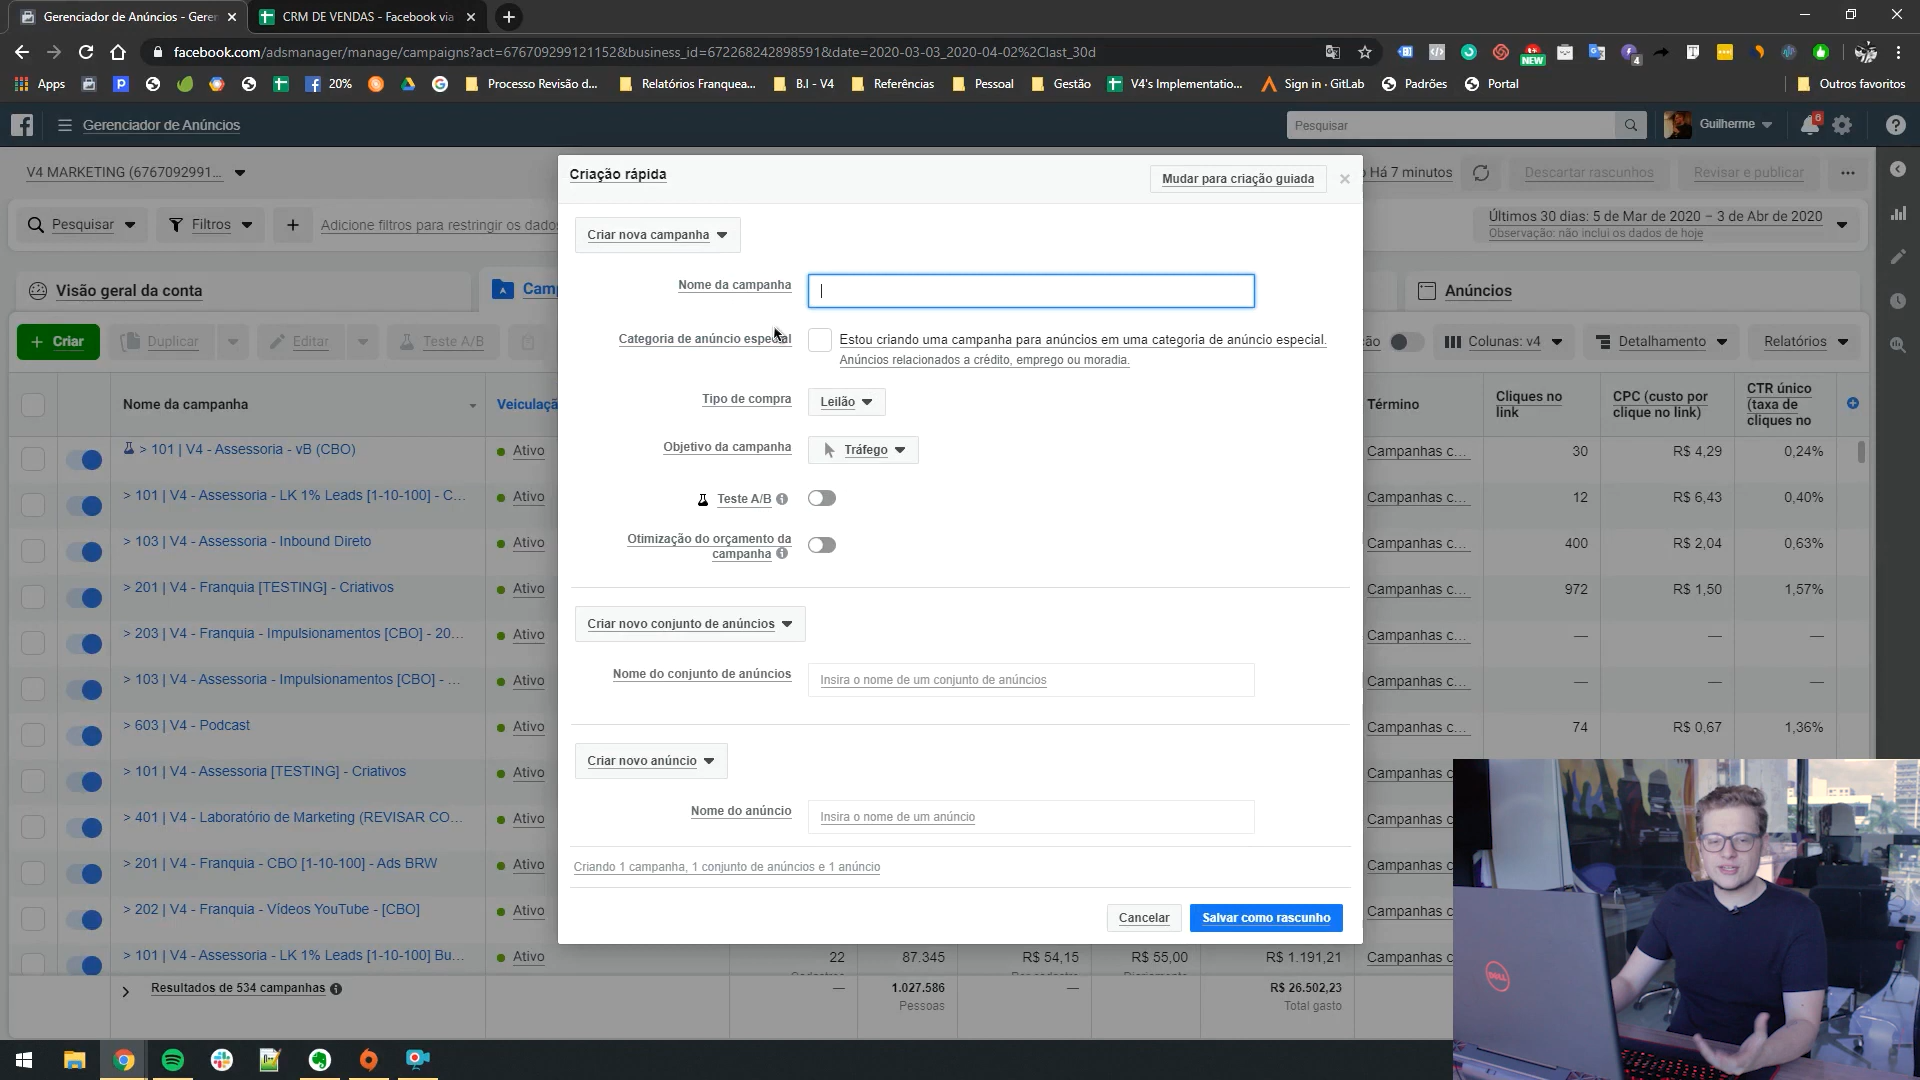 Gerenciador de Anúncios - Geren
CRM DE VENDAS - Facebook via
facebook.com/adsmanager/manage/campaigns?act=676709299121152&business_id=672268242898591&date=2020-03-03_2020-04-02%2Clast_30d
NEW
4
Apps
20%
Processo Revisão d...
Relatórios Franquea...
B.I - V4
Referências
Pessoal
Gestão
V4's Implementatio...
Sign in · GitLab
Padrões
Portal
Outros favoritos
Gerenciador de Anúncios
Pesquisar
Guilherme
6
V4 MARKETING (6767092991...
Há 7 minutos
Descartar rascunhos
Revisar e publicar
Pesquisar
Filtros
Adicione filtros para restringir os dados
Últimos 30 dias: 5 de Mar de 2020 – 3 de Abr de 2020
Observação: não inclui os dados de hoje
Visão geral da conta
Camp
Anúncios
+ Criar
Duplicar
Editar
Teste A/B
ão
Colunas: v4
Detalhamento
Relatórios
Nome da campanha
Veiculaçã
Término
Cliques no link
CPC (custo por clique no link)
CTR único (taxa de cliques no
> 101 | V4 - Assessoria - vB (CBO)
Ativo
Campanhas c...
30
R$ 4,29
0,24%
> 101 | V4 - Assessoria - LK 1% Leads [1-10-100] - C...
Ativo
Campanhas c...
12
R$ 6,43
0,40%
> 103 | V4 - Assessoria - Inbound Direto
Ativo
Campanhas c...
400
R$ 2,04
0,63%
> 201 | V4 - Franquia [TESTING] - Criativos
Ativo
Campanhas c...
972
R$ 1,50
1,57%
> 203 | V4 - Franquia - Impulsionamentos [CBO] - 20...
Ativo
Campanhas c...
—
—
—
> 103 | V4 - Assessoria - Impulsionamentos [CBO] - ...
Ativo
Campanhas c...
—
—
—
> 603 | V4 - Podcast
Ativo
Campanhas c...
74
R$ 0,67
1,36%
> 101 | V4 - Assessoria [TESTING] - Criativos
Ativo
Campanhas c
> 401 | V4 - Laboratório de Marketing (REVISAR CO...
Ativo
Campanhas c
> 201 | V4 - Franquia - CBO [1-10-100] - Ads BRW
Ativo
Campanhas c
> 202 | V4 - Franquia - Vídeos YouTube - [CBO]
Ativo
Campanhas c
> 101 | V4 - Assessoria - LK 1% Leads [1-10-100] Bu...
Ativo
22
87.345
R$ 54,15
R$ 55,00
R$ 1.191,21
Campanhas c
Resultados de 534 campanhas
—
1.027.586
—
R$ 26.502,23
Pessoas
Total gasto
Criação rápida
Mudar para criação guiada
Criar nova campanha
Nome da campanha
Categoria de anúncio especial
Estou criando uma campanha para anúncios em uma categoria de anúncio especial.
Anúncios relacionados a crédito, emprego ou moradia.
Tipo de compra
Leilão
Objetivo da campanha
Tráfego
Teste A/B
Otimização do orçamento da campanha
Criar novo conjunto de anúncios
Nome do conjunto de anúncios
Insira o nome de um conjunto de anúncios
Criar novo anúncio
Nome do anúncio
Insira o nome de um anúncio
Criando 1 campanha, 1 conjunto de anúncios e 1 anúncio
Cancelar
Salvar como rascunho
DELL